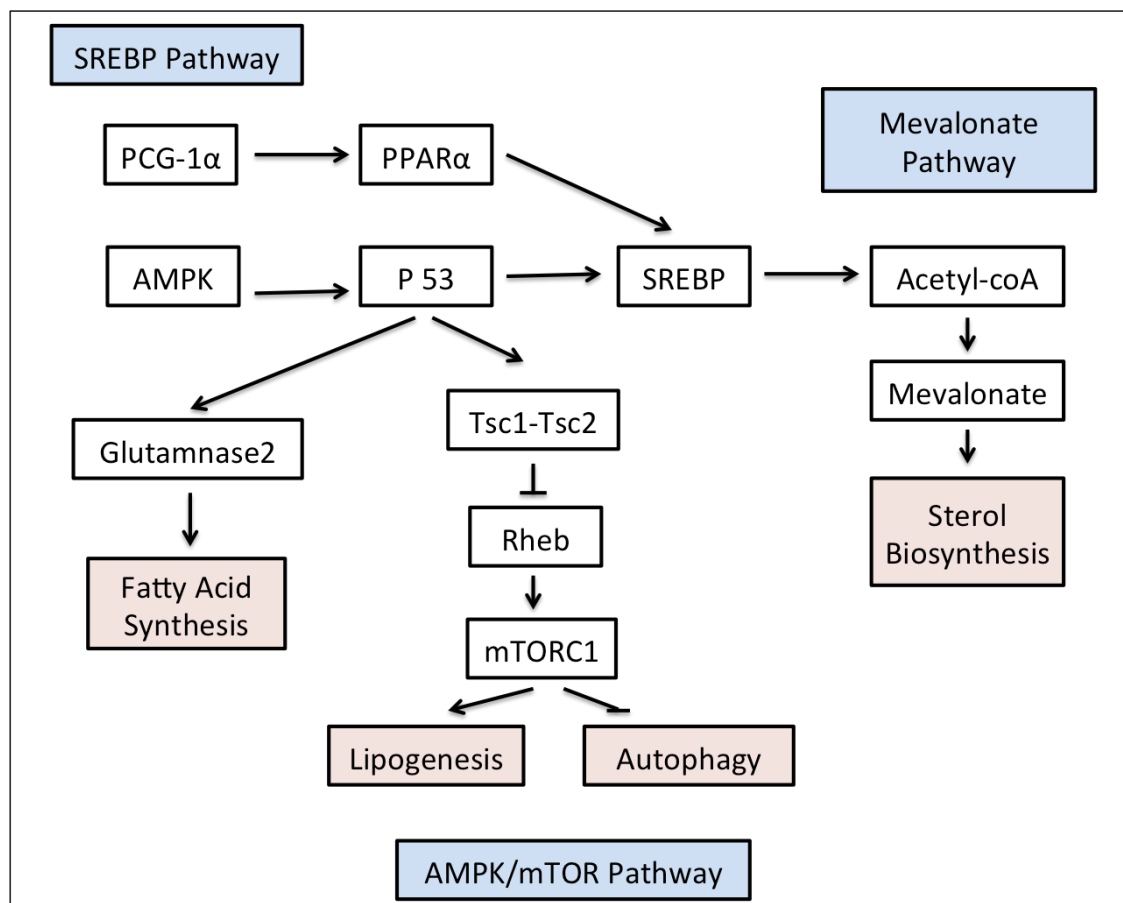 SREBP Pathway
Mevalonate
Pathway
PCG-1α
PPARα
AMPK
P 53
SREBP
Acetyl-coA
Mevalonate
Glutamnase2
Tsc1-Tsc2
Sterol
Biosynthesis
Rheb
Fatty Acid
Synthesis
mTORC1
Lipogenesis
Autophagy
AMPK/mTOR Pathway